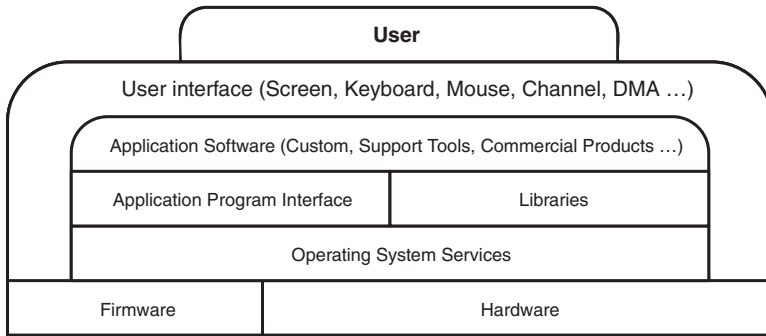 User
User interface (Screen, Keyboard, Mouse, Channel, DMA …)
Application Software (Custom, Support Tools, Commercial Products …)
Application Program Interface
Libraries
Operating System Services
Firmware
Hardware